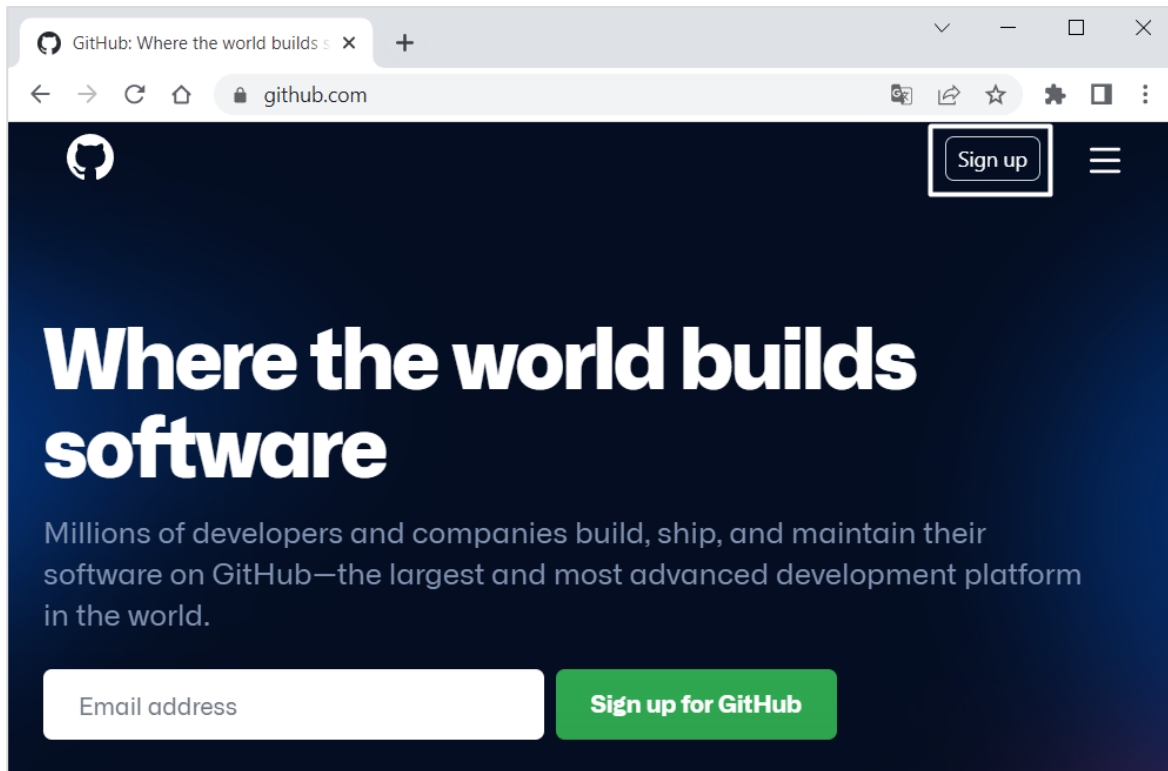 GitHub: Where the world builds s
github.com
Sign up
Where the world builds
software
Millions of developers and companies build, ship, and maintain their
software on GitHub—the largest and most advanced development platform
in the world.
Email address
Sign up for GitHub